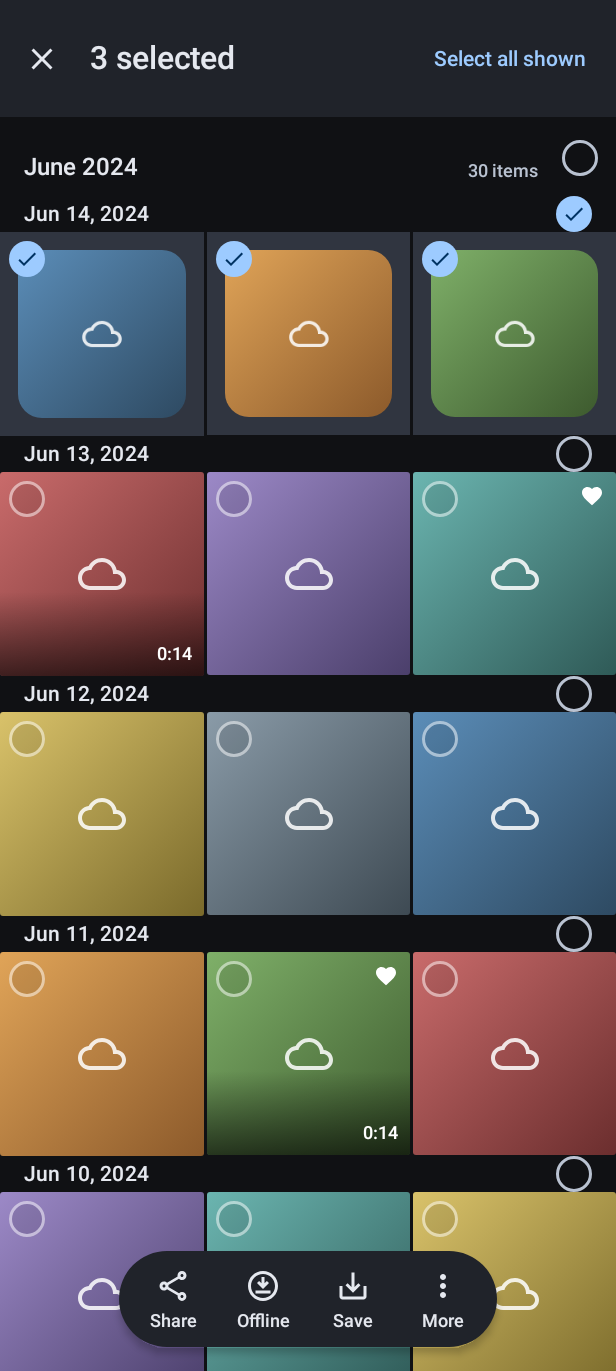 3 selected
Select all shown
June 2024
30 items
Jun 14, 2024
Jun 13, 2024
0:14
Jun 12, 2024
Jun 11, 2024
0:14
Jun 10, 2024
Share
Offline
Save
More